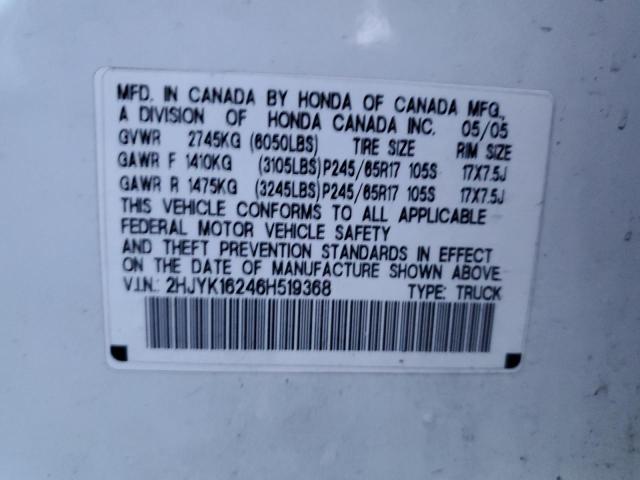 MFD. IN CANADA BY HONDA OF CANADA MFG.,
A DIVISION OF HONDA CANADA INC. 05/05
GVWR 2745KG (6050LBS) TIRE SIZE RIM SIZE
GAWR F 1410KG (3105LBS) P245/65R17 105S 17X7.5J
GAWR R 1475KG (3245LBS) P245/65R17 105S 17X7.5J
THIS VEHICLE CONFORMS TO ALL APPLICABLE
FEDERAL MOTOR VEHICLE SAFETY
AND THEFT PREVENTION STANDARDS IN EFFECT
ON THE DATE OF MANUFACTURE SHOWN ABOVE.
V.I.N.: 2HJYK16246H519368 TYPE: TRUCK